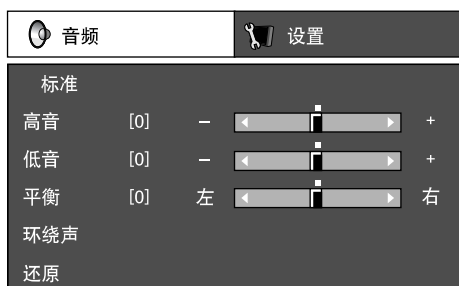 音频 设置
标准
高音 [0] − +
低音 [0] − +
平衡 [0] 左 右
环绕声
还原